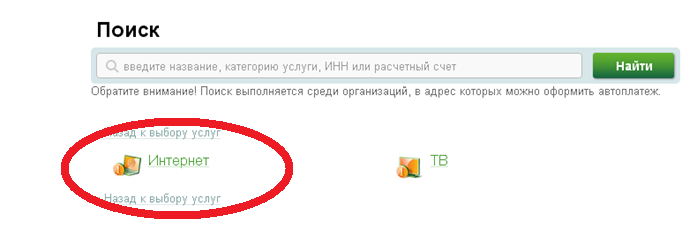 Поиск
введите название, категорию услуги, ИНН или расчетный счет
Найти
Обратите внимание! Поиск выполняется среди организаций, в адрес которых можно оформить автоплатеж.
Назад к выбору услуг
Интернет
ТВ
Назад к выбору услуг